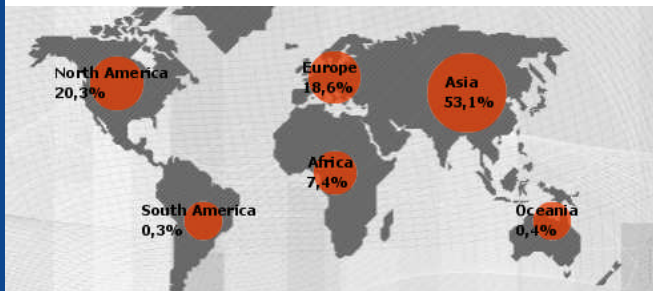 North America
20,3%
Europe
18,6%
Asia
53,1%
Africa
7,4%
South America
0,3%
Oceania
0,4%